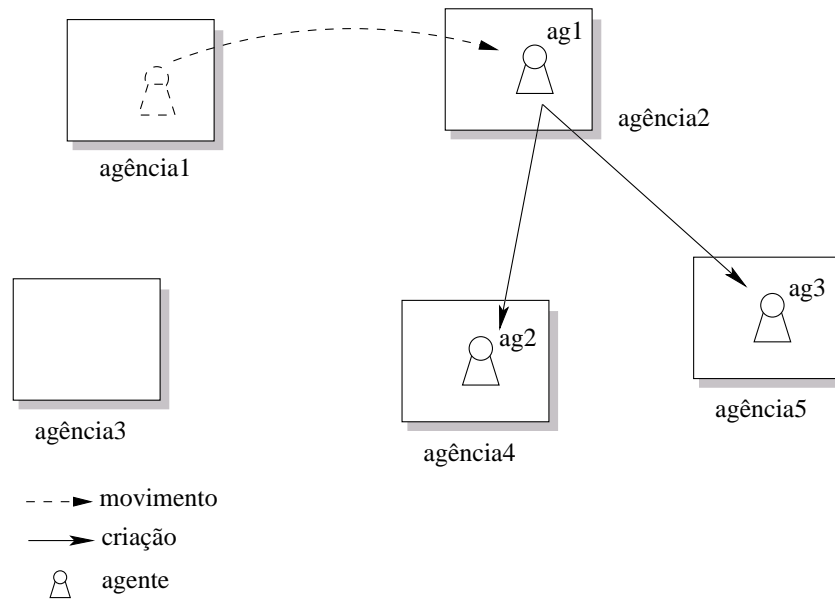 ag1
agência2
agência1
ag3
ag2
agência5
agência3
agência4
movimento
criação
agente